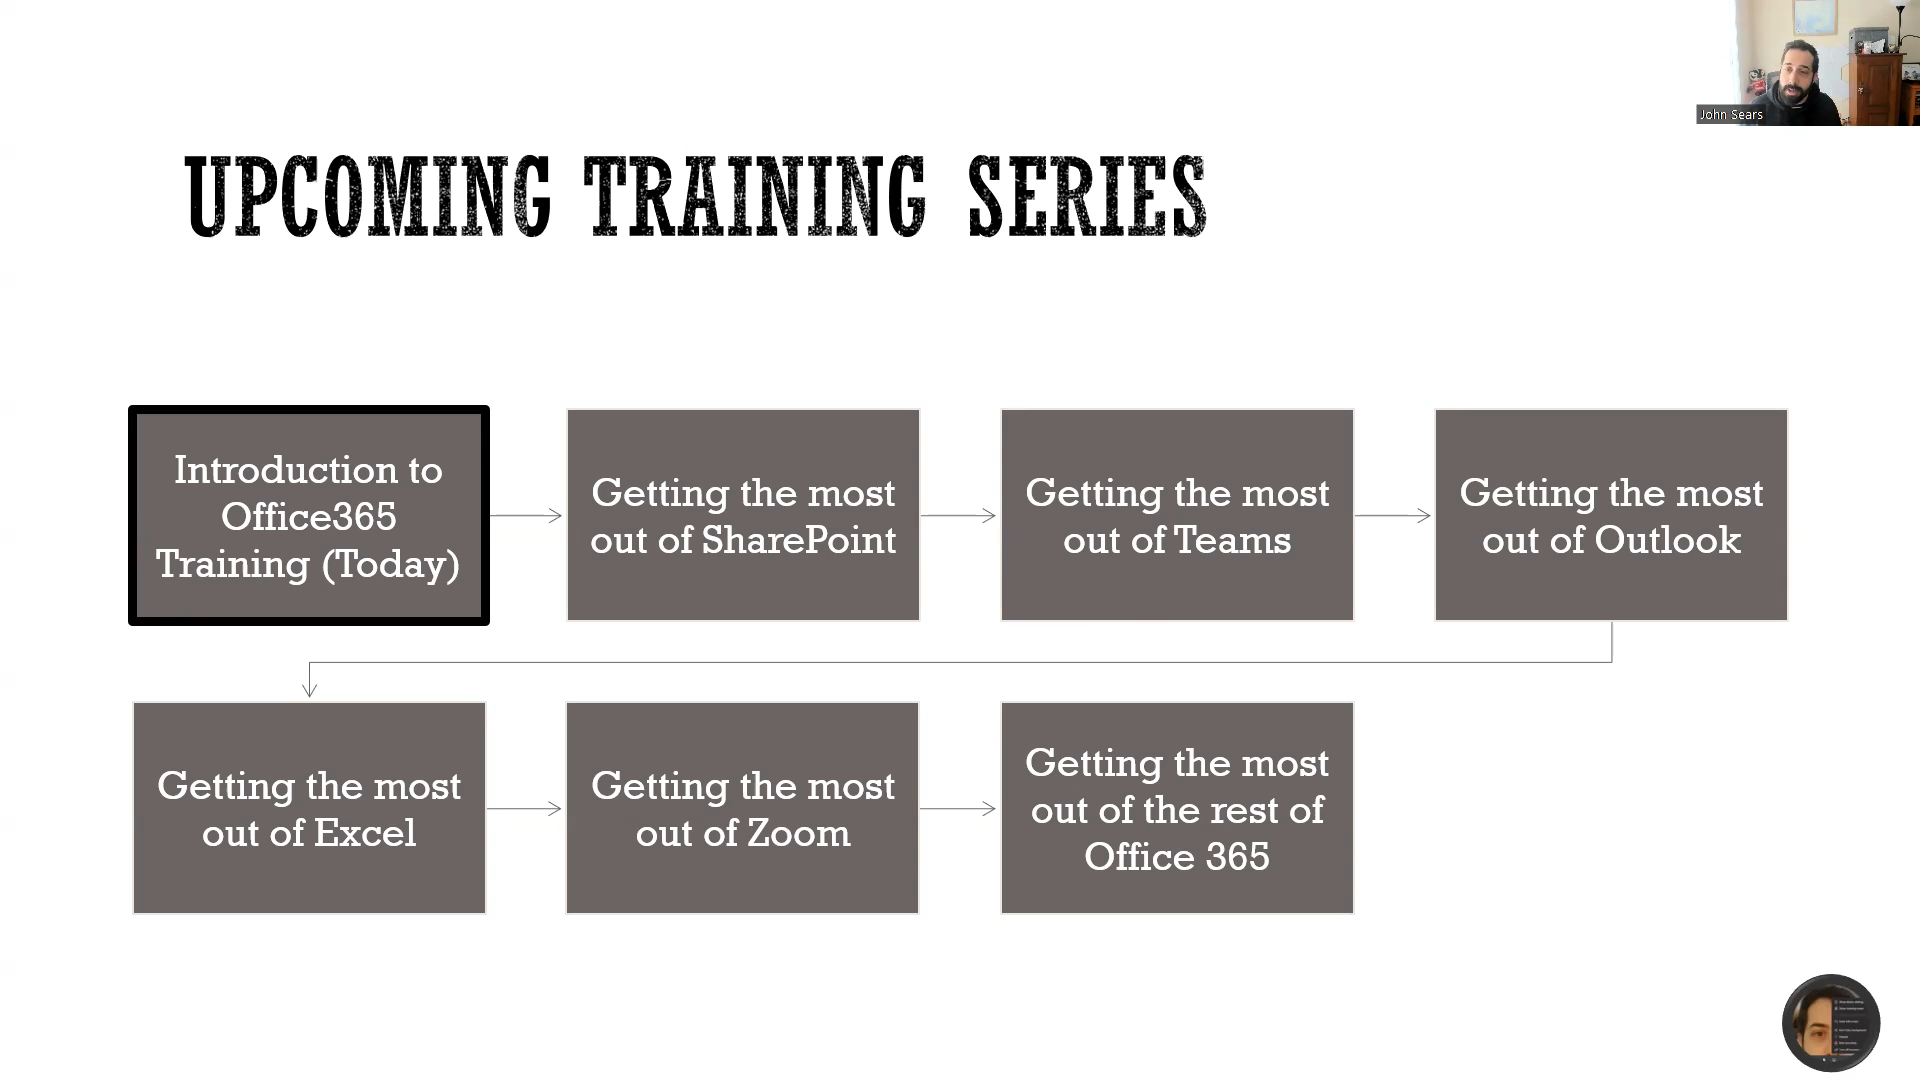 John Sears
UPCOMING TRAINING SERIES
Introduction to
Office365
Training (Today)
Getting the most
out of SharePoint
Getting the most
out of Teams
Getting the most
out of Outlook
Getting the most
out of Excel
Getting the most
out of Zoom
Getting the most
out of the rest of
Office 365